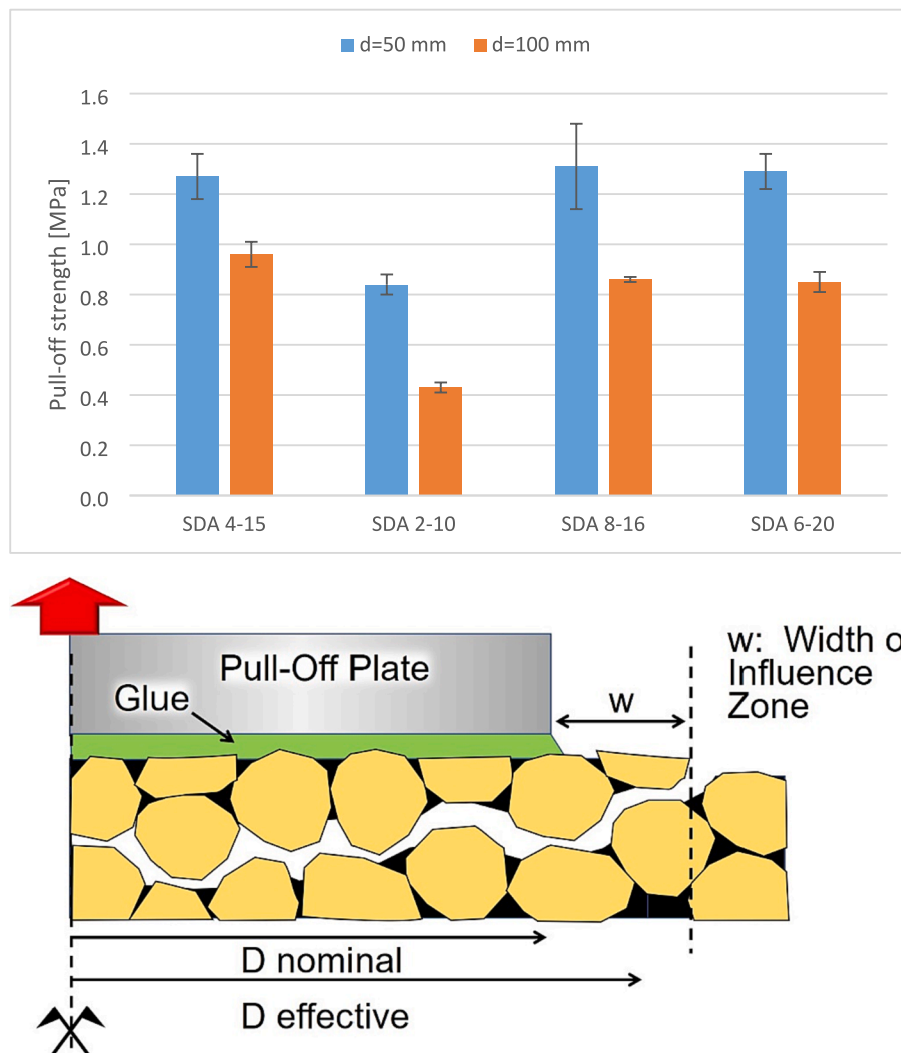 d=50 mm d=100 mm
Pull-off strength [MPa]
1.6
1.4
1.2
1.0
0.8
0.6
0.4
0.2
0.0
SDA 4-15 SDA 2-10 SDA 8-16 SDA 6-20
Pull-Off Plate
Glue
w
w: Width o
Influence
Zone
D nominal
D effective